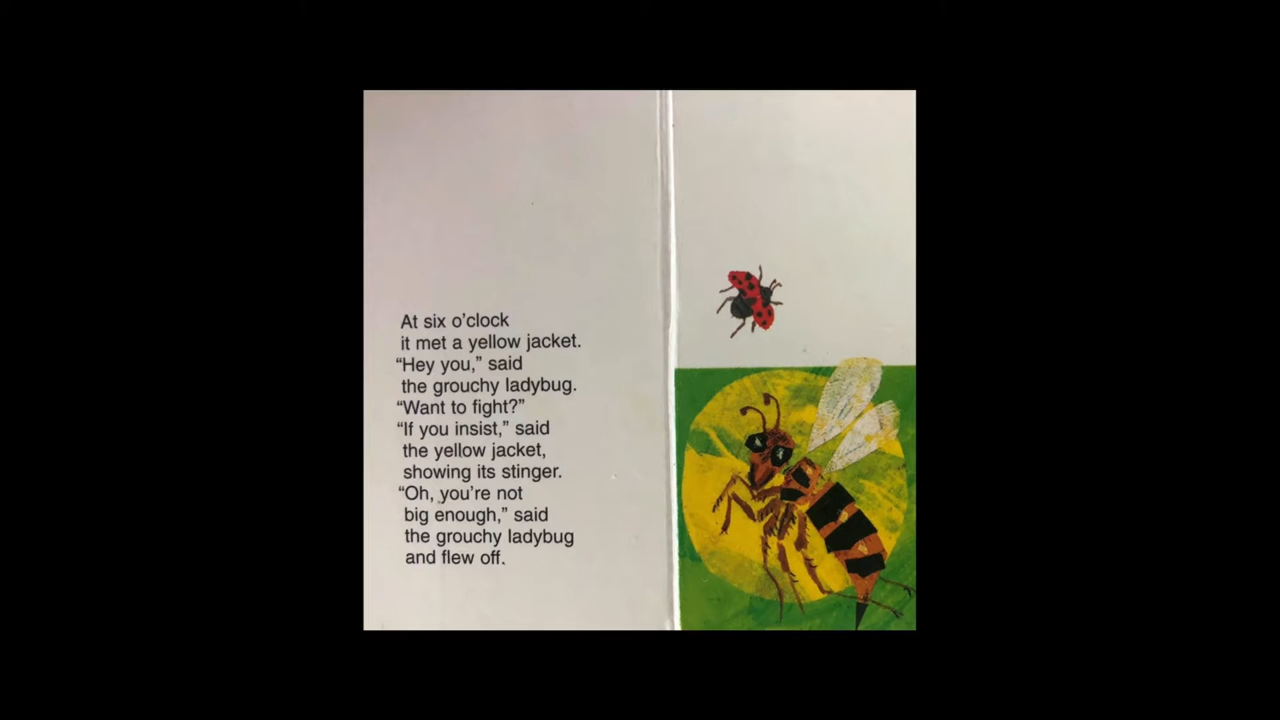 At six o'clock
it met a yellow jacket.
“Hey you,” said
the grouchy ladybug.
“Want to fight?”
“If you insist,” said
the yellow jacket,
showing its stinger.
“Oh, you're not
big enough,” said
the grouchy ladybug
and flew off.